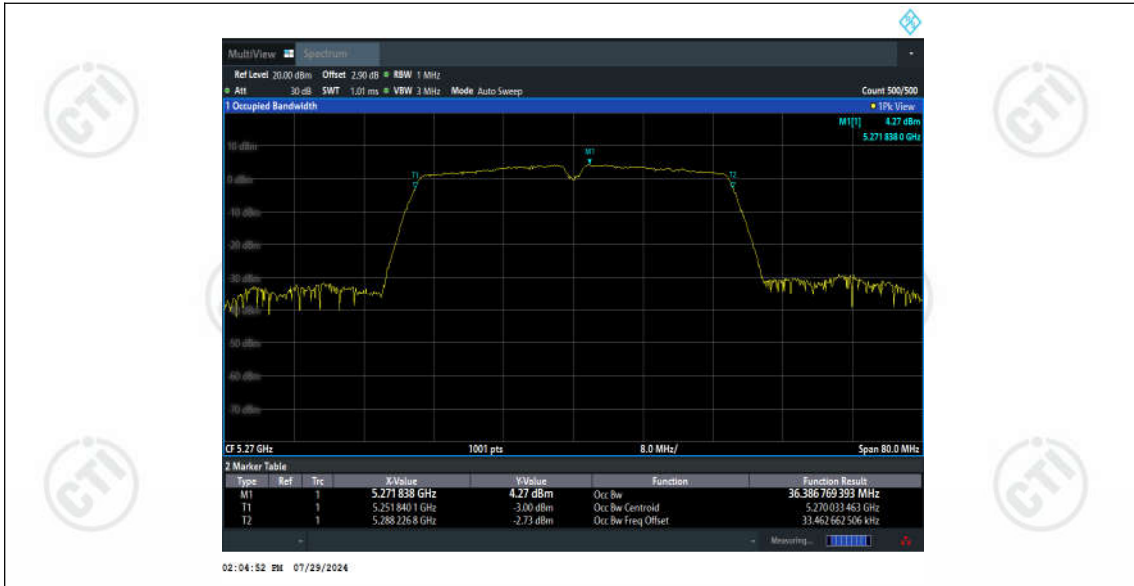 MultiView Spectrum
Ref Level 20.00 dBm Offset 2.90 dB RBW 1 MHz
Att 30 dB SWT 1.01 ms VBW 3 MHz Mode Auto Sweep Count 500/500
1 Occupied Bandwidth 1Pk View
M1[1] 4.27 dBm
5.271 838 0 GHz
M1
10 dBm
T1 T2
0 dBm
-10 dBm
-20 dBm
-30 dBm
-40 dBm
-50 dBm
-60 dBm
-70 dBm
CF 5.27 GHz 1001 pts 8.0 MHz/ Span 80.0 MHz
2 Marker Table
Type Ref Trc X-Value Y-Value Function Function Result
M1 1 5.271 838 GHz 4.27 dBm Occ Bw 36.386 769 393 MHz
T1 1 5.251 840 1 GHz -3.00 dBm Occ Bw Centroid 5.270 033 463 GHz
T2 1 5.288 226 8 GHz -2.73 dBm Occ Bw Freq Offset 33.462 662 506 kHz
Measuring...
02:04:52 PM 07/29/2024
CTI
CTI
CTI
CTI